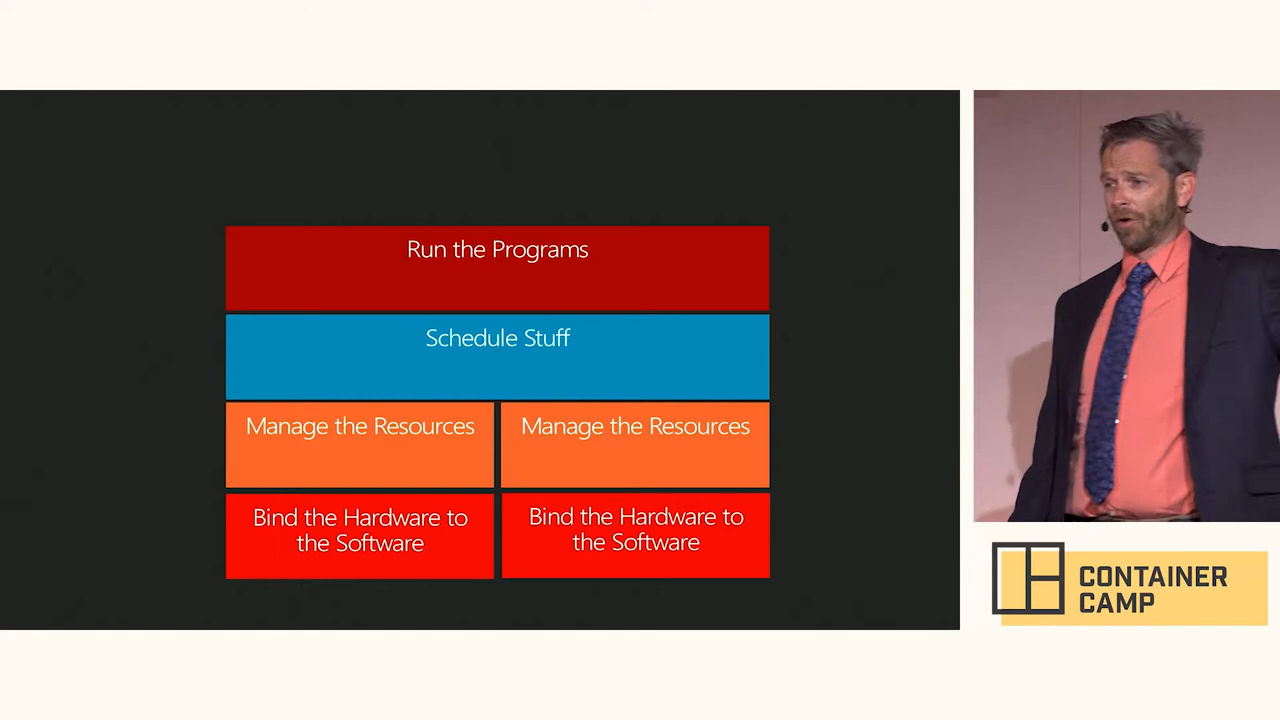 Run the Programs
Schedule Stuff
Manage the Resources
Manage the Resources
Bind the Hardware to
the Software
Bind the Hardware to
the Software
CONTAINER
CAMP